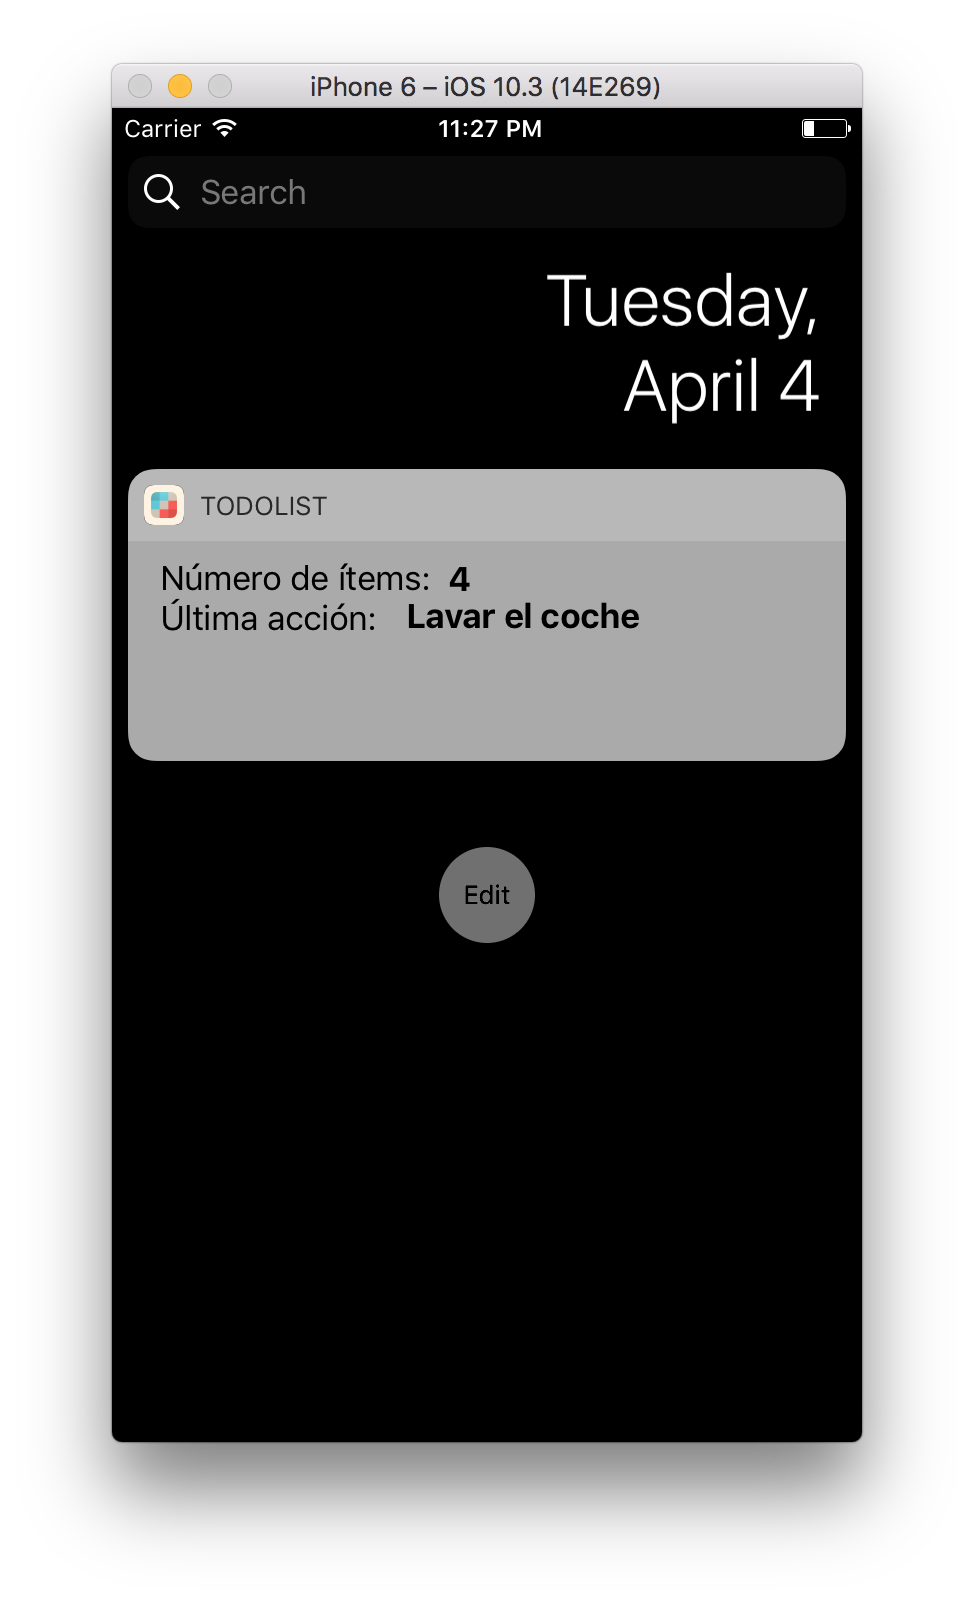 iPhone 6 – iOS 10.3 (14E269)
Carrier 11:27 PM
Search
Tuesday,
April 4
TODOLIST
Número de ítems: 4
Última acción: Lavar el coche
Edit